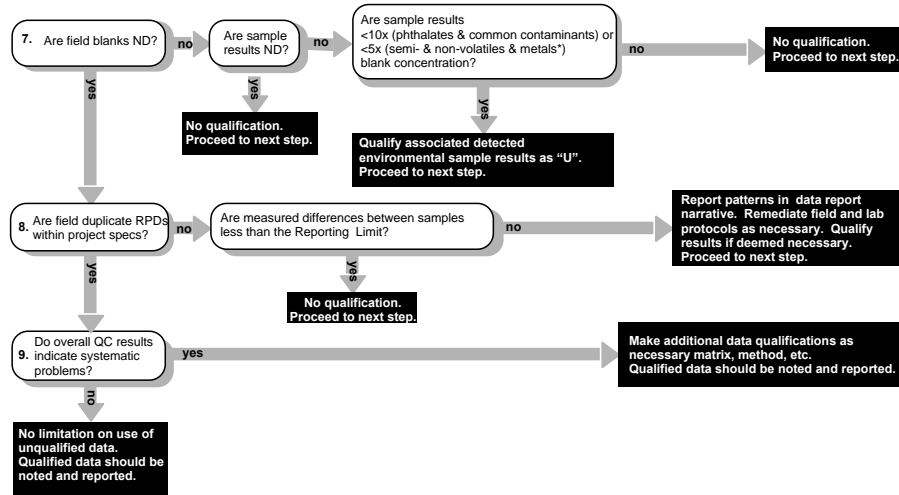 7. Are field blanks ND?
no
Are sample
results ND?
no
Are sample results
<10x (phthalates & common contaminants) or
<5x (semi- & non-volatiles & metals*)
blank concentration?
no
No qualification.
Proceed to next step.
yes
yes
yes
No qualification.
Proceed to next step.
Qualify associated detected
environmental sample results as “U”.
Proceed to next step.
8. Are field duplicate RPDs
within project specs?
no
Are measured differences between samples
less than the Reporting Limit?
no
Report patterns in data report
narrative. Remediate field and lab
protocols as necessary. Qualify
results if deemed necessary.
Proceed to next step.
yes
yes
No qualification.
Proceed to next step.
9. Do overall QC results
indicate systematic
problems?
yes
Make additional data qualifications as
necessary matrix, method, etc.
Qualified data should be noted and reported.
no
No limitation on use of
unqualified data.
Qualified data should be
noted and reported.